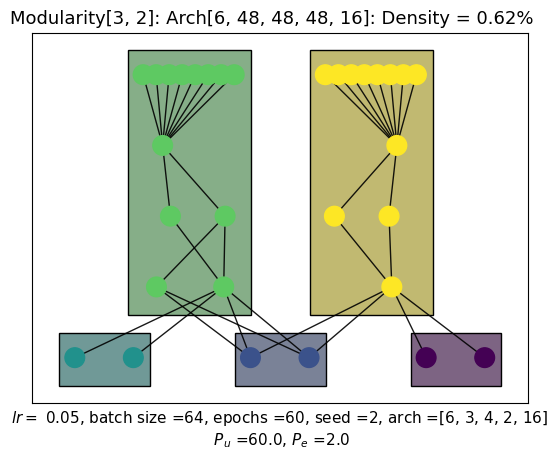 Modularity[3, 2]: Arch[6, 48, 48, 48, 16]: Density = 0.62%
lr = 0.05, batch size =64, epochs =60, seed =2, arch =[6, 3, 4, 2, 16]
P_u =60.0, P_e =2.0